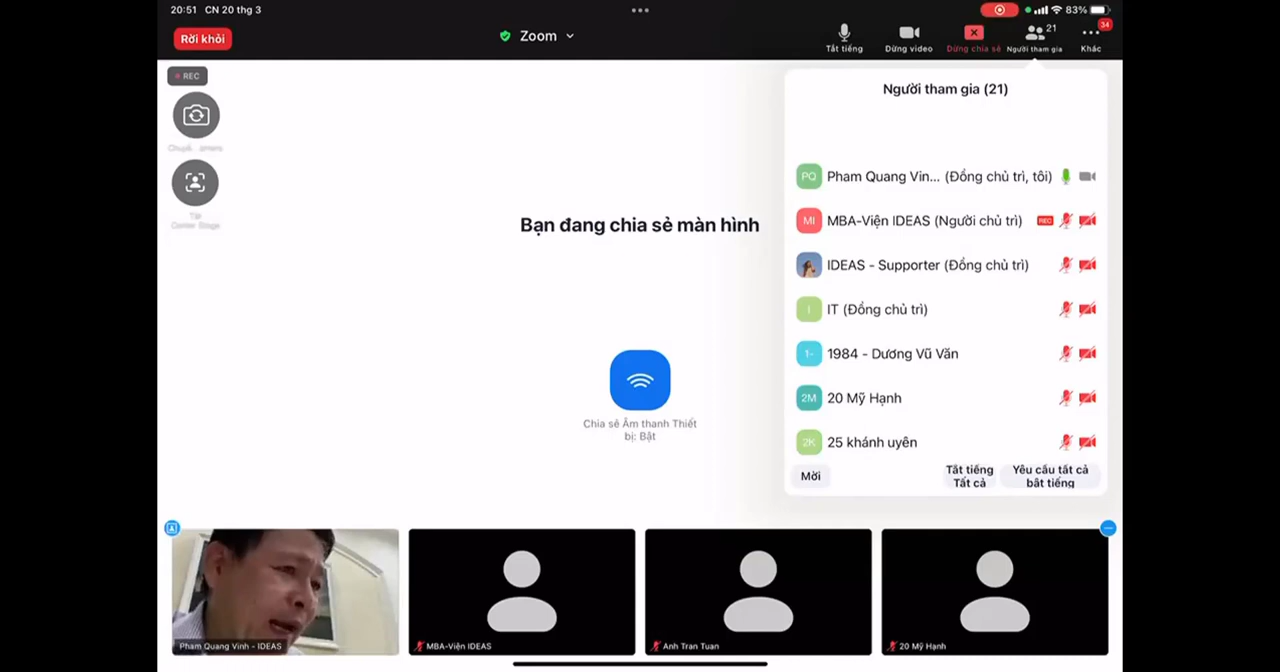 20:51 CN 20 thg 3
83%
Rời khỏi
Zoom
Tắt tiếng
Dừng video
Dừng chia sẻ
21
Người tham gia
34
Khác
REC
Tắt
Center Stage
Bạn đang chia sẻ màn hình
Chia sẻ Âm thanh Thiết
bị: Bật
Người tham gia (21)
PQ Pham Quang Vin... (Đồng chủ trì, tôi)
MI MBA-Viện IDEAS (Người chủ trì) REC
IDEAS - Supporter (Đồng chủ trì)
I IT (Đồng chủ trì)
1- 1984 - Dương Vũ Văn
2M 20 Mỹ Hạnh
2K 25 khánh uyên
Mời
Tắt tiếng
Tất cả
Yêu cầu tất cả
bật tiếng
Pham Quang Vinh - IDEAS
MBA-Viện IDEAS
Anh Tran Tuan
20 Mỹ Hạnh